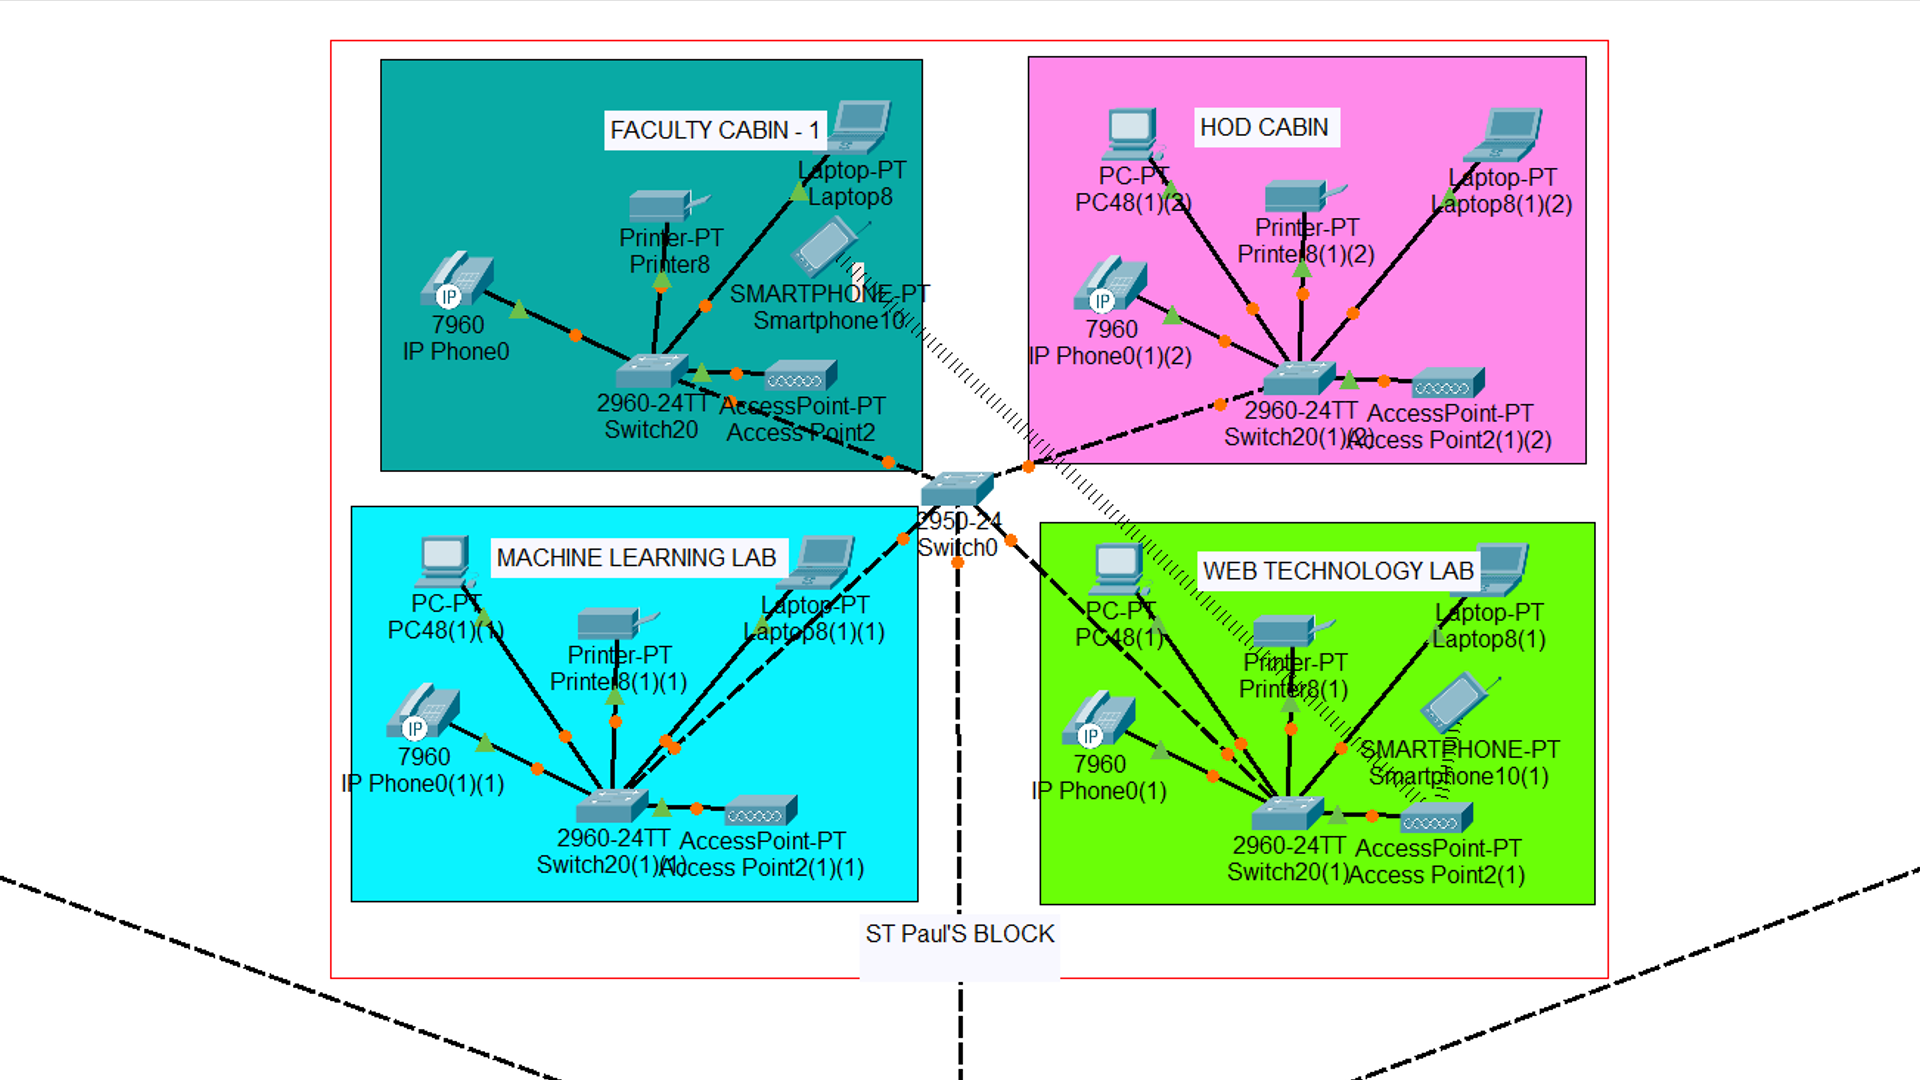 FACULTY CABIN - 1
Laptop-PT
Laptop8
Printer-PT
Printer8
SMARTPHONE-PT
Smartphone10
IP
7960
IP Phone0
2960-24TT
Switch20
AccessPoint-PT
Access Point2
HOD CABIN
PC-PT
PC48(1)(2)
Laptop-PT
Laptop8(1)(2)
Printer-PT
Printer8(1)(2)
IP
7960
IP Phone0(1)(2)
2960-24TT
Switch20(1)(2)
AccessPoint-PT
Access Point2(1)(2)
2950-24
Switch0
MACHINE LEARNING LAB
PC-PT
PC48(1)(1)
Laptop-PT
Laptop8(1)(1)
Printer-PT
Printer8(1)(1)
IP
7960
IP Phone0(1)(1)
2960-24TT
Switch20(1)(1)
AccessPoint-PT
Access Point2(1)(1)
WEB TECHNOLOGY LAB
PC-PT
PC48(1)
Laptop-PT
Laptop8(1)
Printer-PT
Printer8(1)
SMARTPHONE-PT
Smartphone10(1)
IP
7960
IP Phone0(1)
2960-24TT
Switch20(1)
AccessPoint-PT
Access Point2(1)
ST Paul'S BLOCK